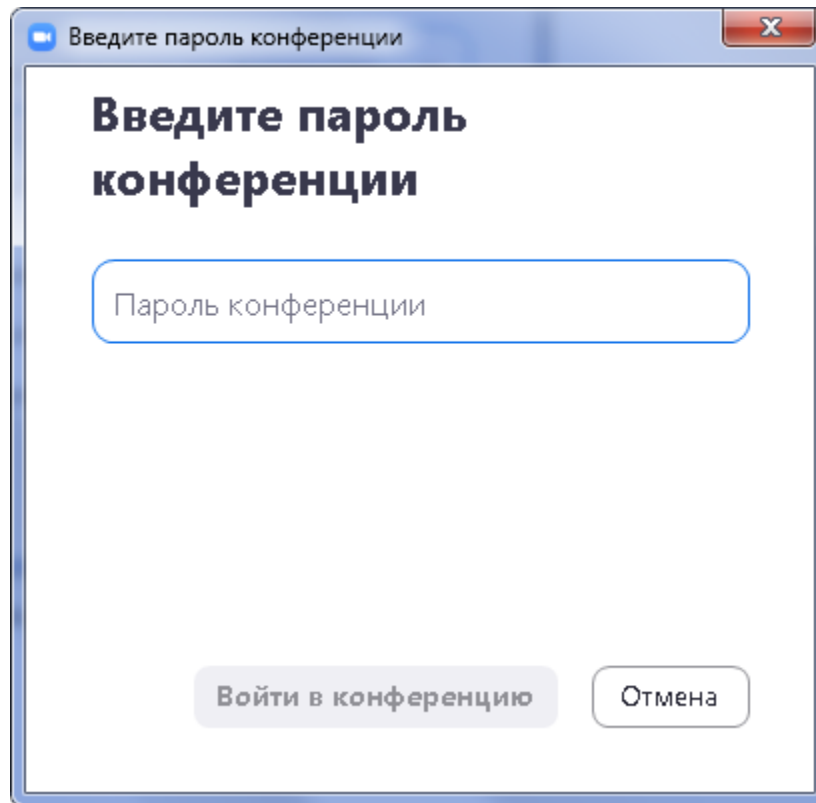 Введите пароль конференции
Введите пароль
конференции
Пароль конференции
Войти в конференцию
Отмена